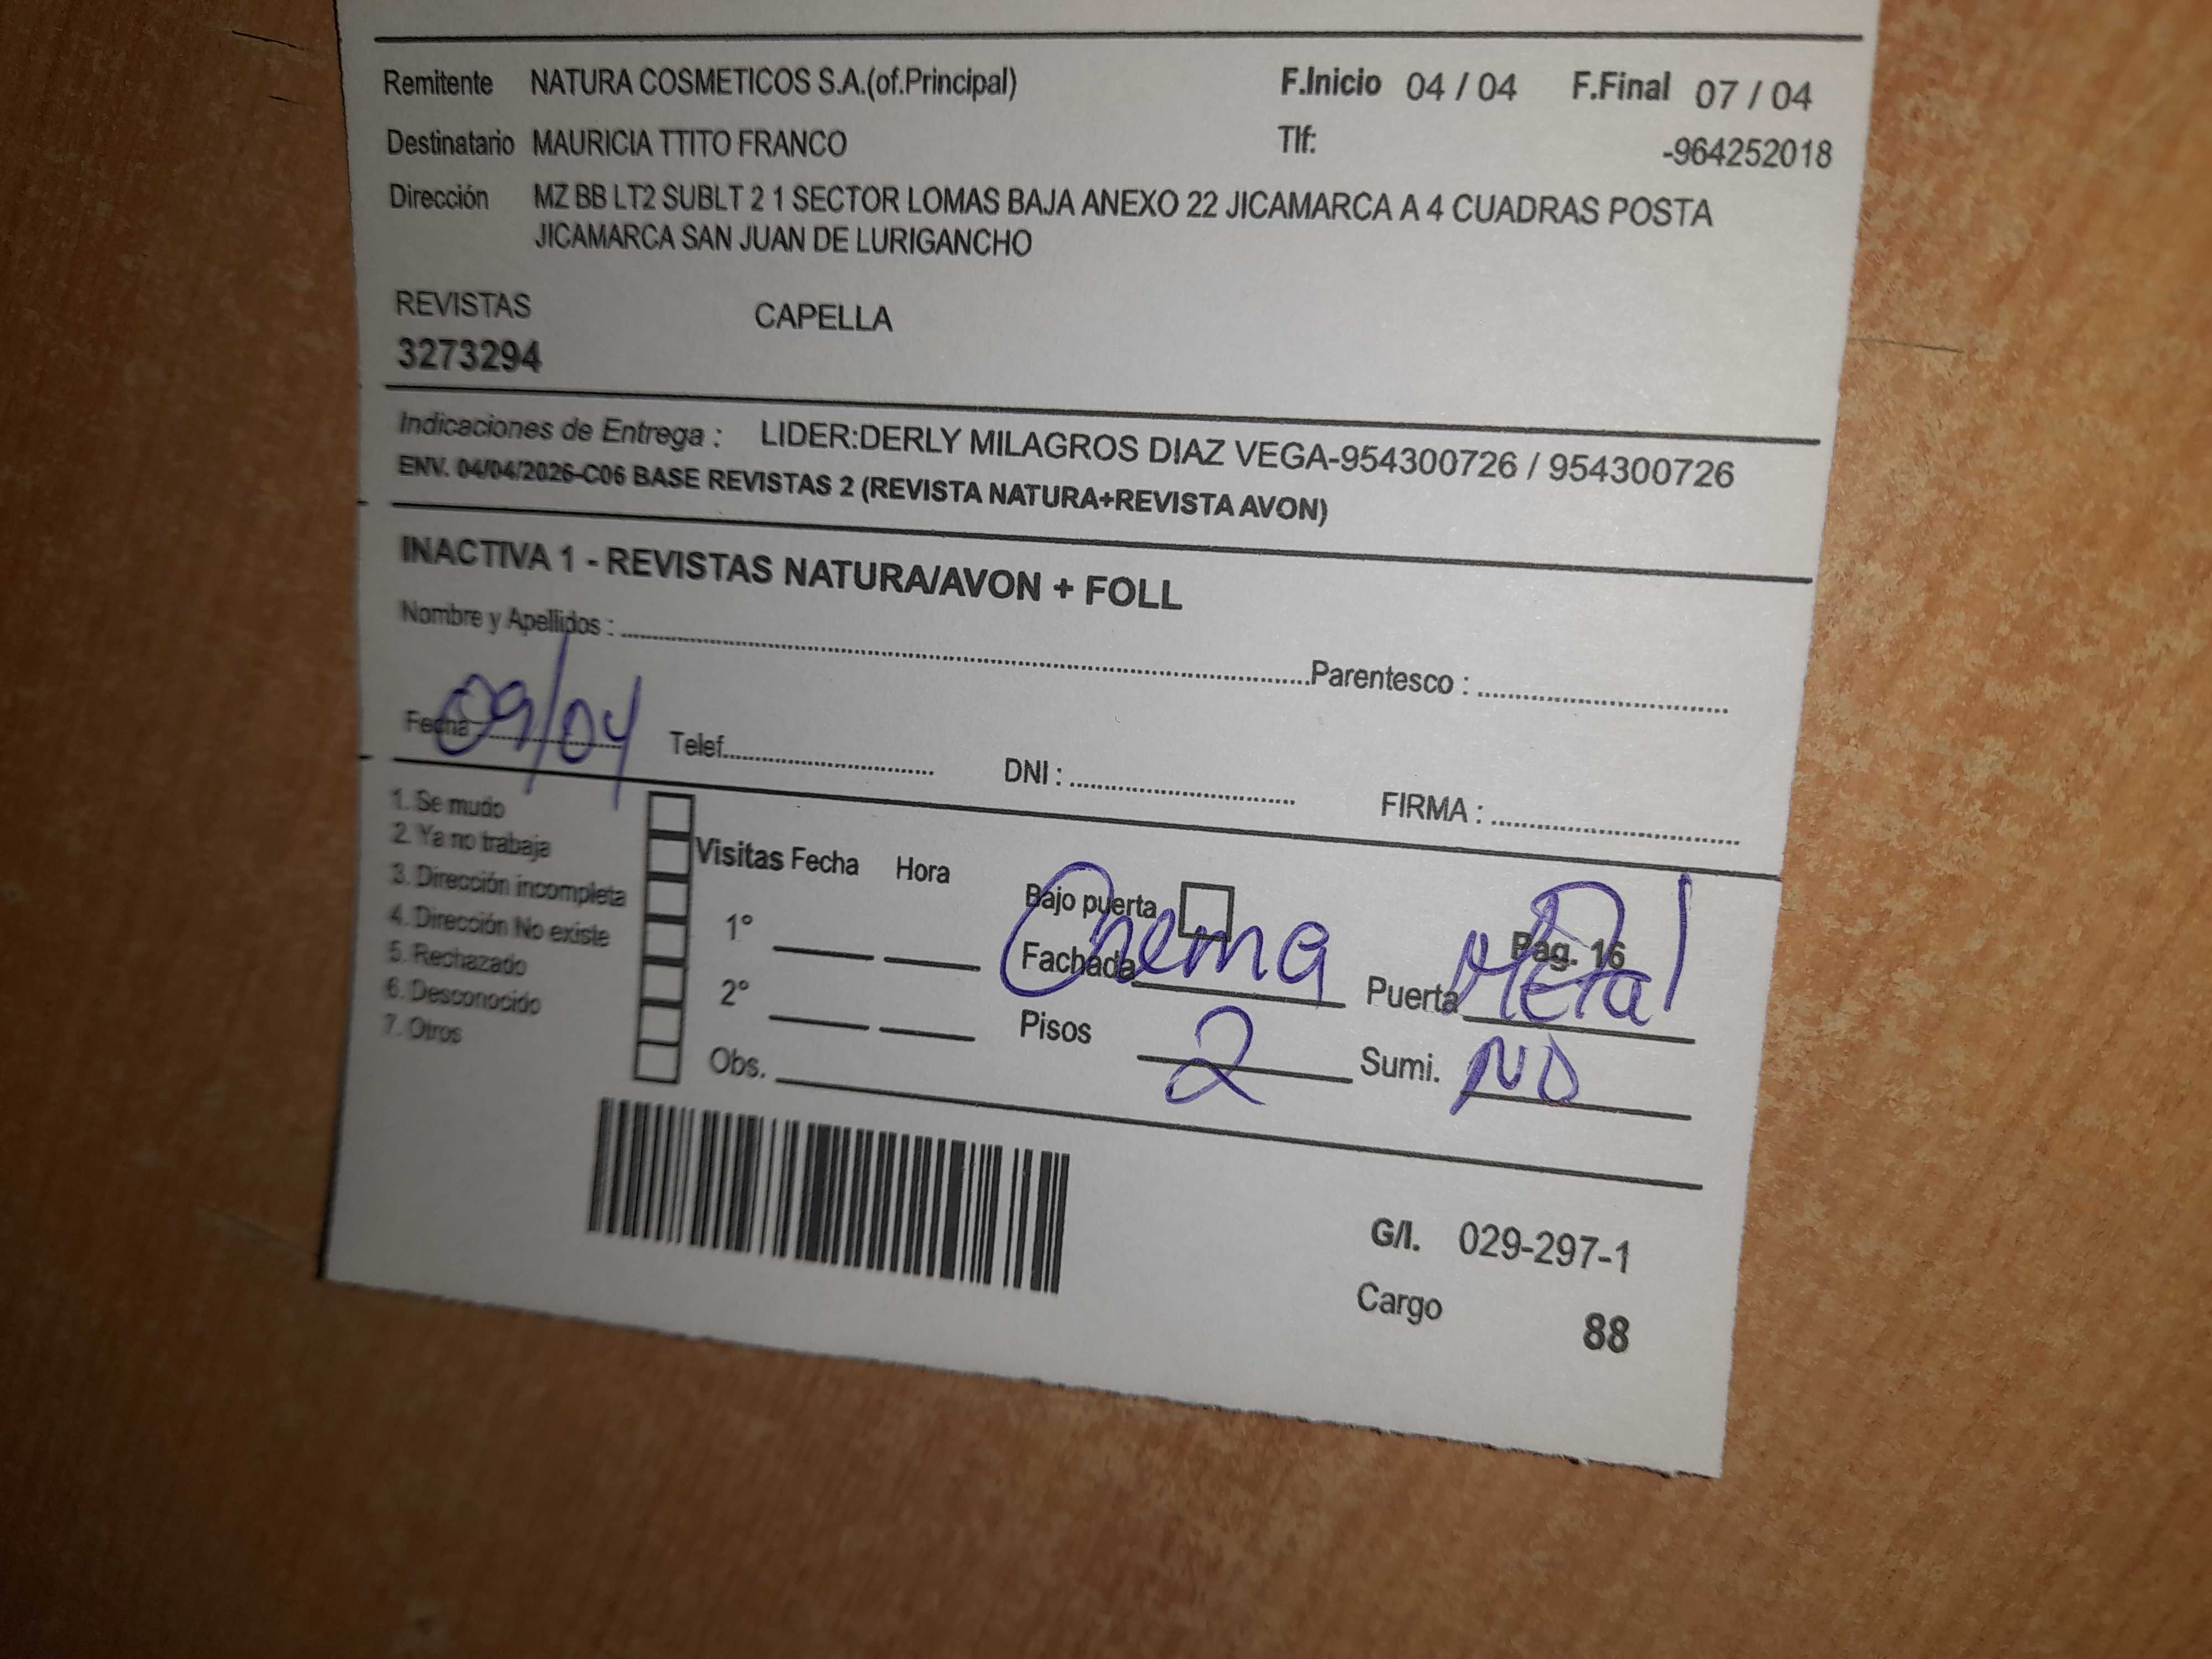 Remitente NATURA COSMETICOS S.A.(of.Principal) F.Inicio 04 / 04 F.Final 07 / 04
Destinatario MAURICIA TTITO FRANCO Tlf: -964252018
Dirección MZ BB LT2 SUBLT 2 1 SECTOR LOMAS BAJA ANEXO 22 JICAMARCA A 4 CUADRAS POSTA
JICAMARCA SAN JUAN DE LURIGANCHO
REVISTAS CAPELLA
3273294
Indicaciones de Entrega : LIDER:DERLY MILAGROS DIAZ VEGA-954300726 / 954300726
ENV. 04/04/2026-C06 BASE REVISTAS 2 (REVISTA NATURA+REVISTA AVON)
INACTIVA 1 - REVISTAS NATURA/AVON + FOLL
Nombre y Apellidos : Parentesco :
Fecha 09/04 Telef. DNI : FIRMA :
1. Se mudo
2. Ya no trabaja
3. Dirección incompleta
4. Dirección No existe
5. Rechazado
6. Desconocido
7. Otros
Visitas Fecha Hora
1°
2°
Obs.
Bajo puerta Pag. 16
Fachada Crema Puerta Metal
Pisos 2 Sumi. NO
G/I. 029-297-1
Cargo 88